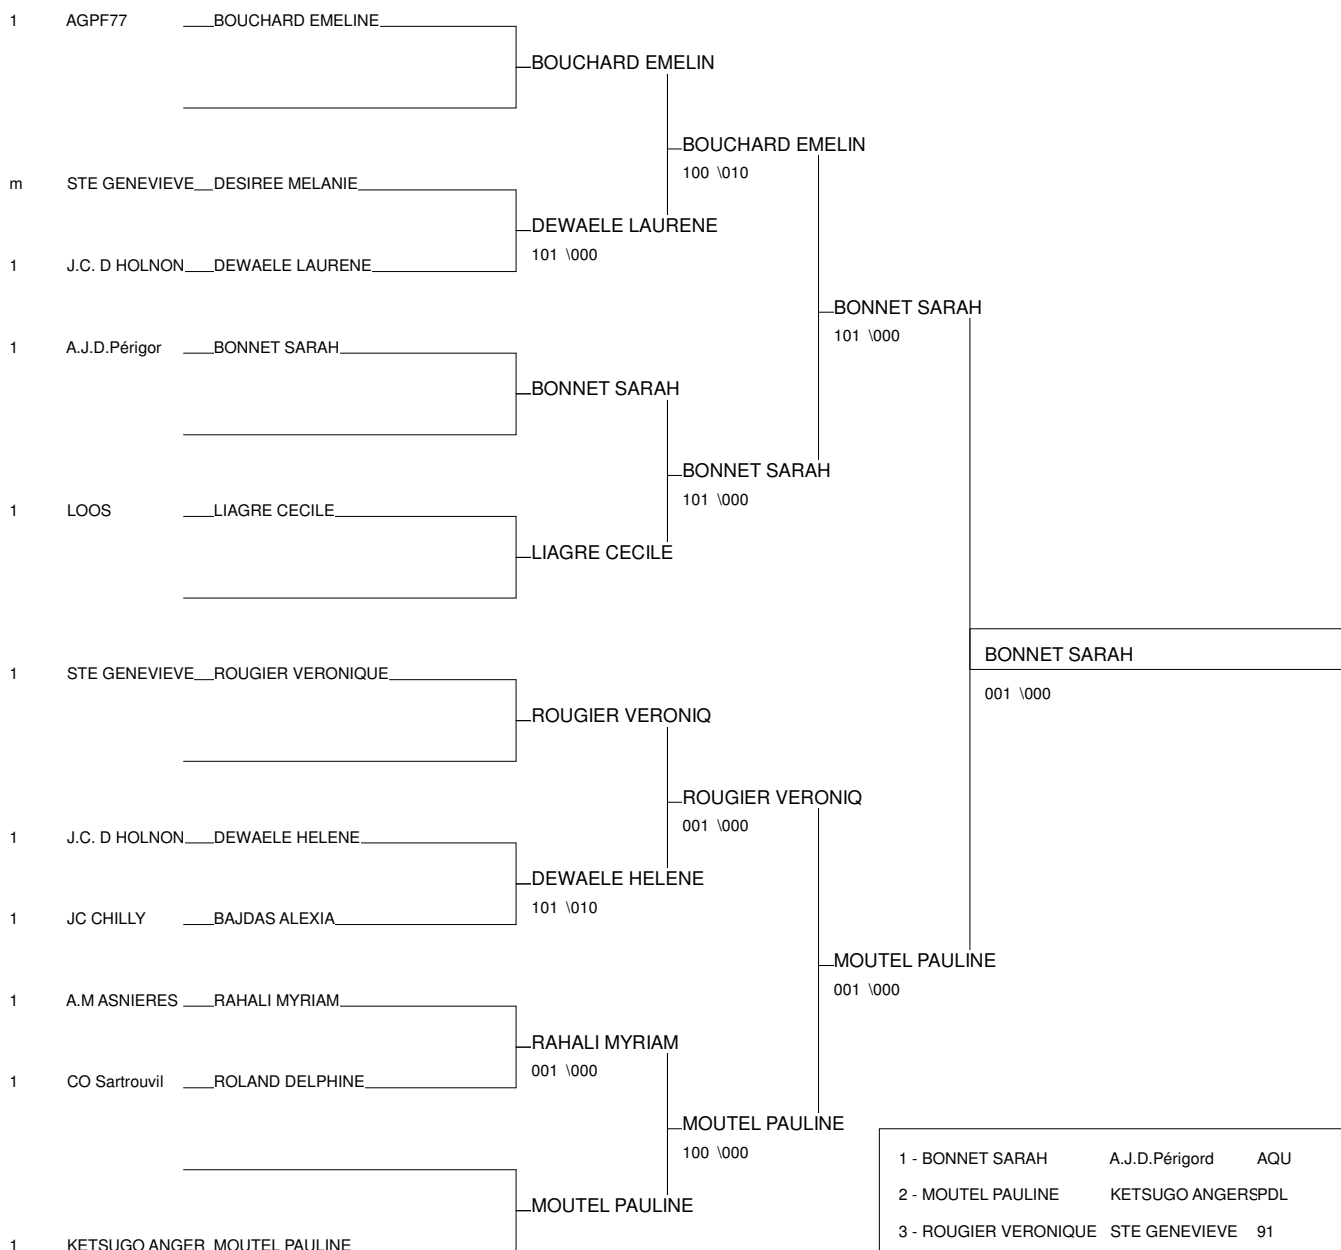 1 AGPF77 BOUCHARD EMELINE
BOUCHARD EMELIN
BOUCHARD EMELIN
100 \010
m STE GENEVIEVE DESIREE MELANIE
DEWAELE LAURENE
101 \000
1 J.C. D HOLNON DEWAELE LAURENE
BONNET SARAH
101 \000
1 A.J.D.Périgor BONNET SARAH
BONNET SARAH
BONNET SARAH
101 \000
1 LOOS LIAGRE CECILE
LIAGRE CECILE
BONNET SARAH
001 \000
1 STE GENEVIEVE ROUGIER VERONIQUE
ROUGIER VERONIQ
ROUGIER VERONIQ
001 \000
1 J.C. D HOLNON DEWAELE HELENE
DEWAELE HELENE
101 \010
1 JC CHILLY BAJDAS ALEXIA
MOUTEL PAULINE
001 \000
1 A.M ASNIERES RAHALI MYRIAM
RAHALI MYRIAM
001 \000
1 CO Sartrouvil ROLAND DELPHINE
MOUTEL PAULINE
100 \000
MOUTEL PAULINE
1 KETSUGO ANGER MOUTEL PAULINE
1 - BONNET SARAH A.J.D.Périgord AQU
2 - MOUTEL PAULINE KETSUGO ANGERS PDL
3 - ROUGIER VERONIQUE STE GENEVIEVE 91